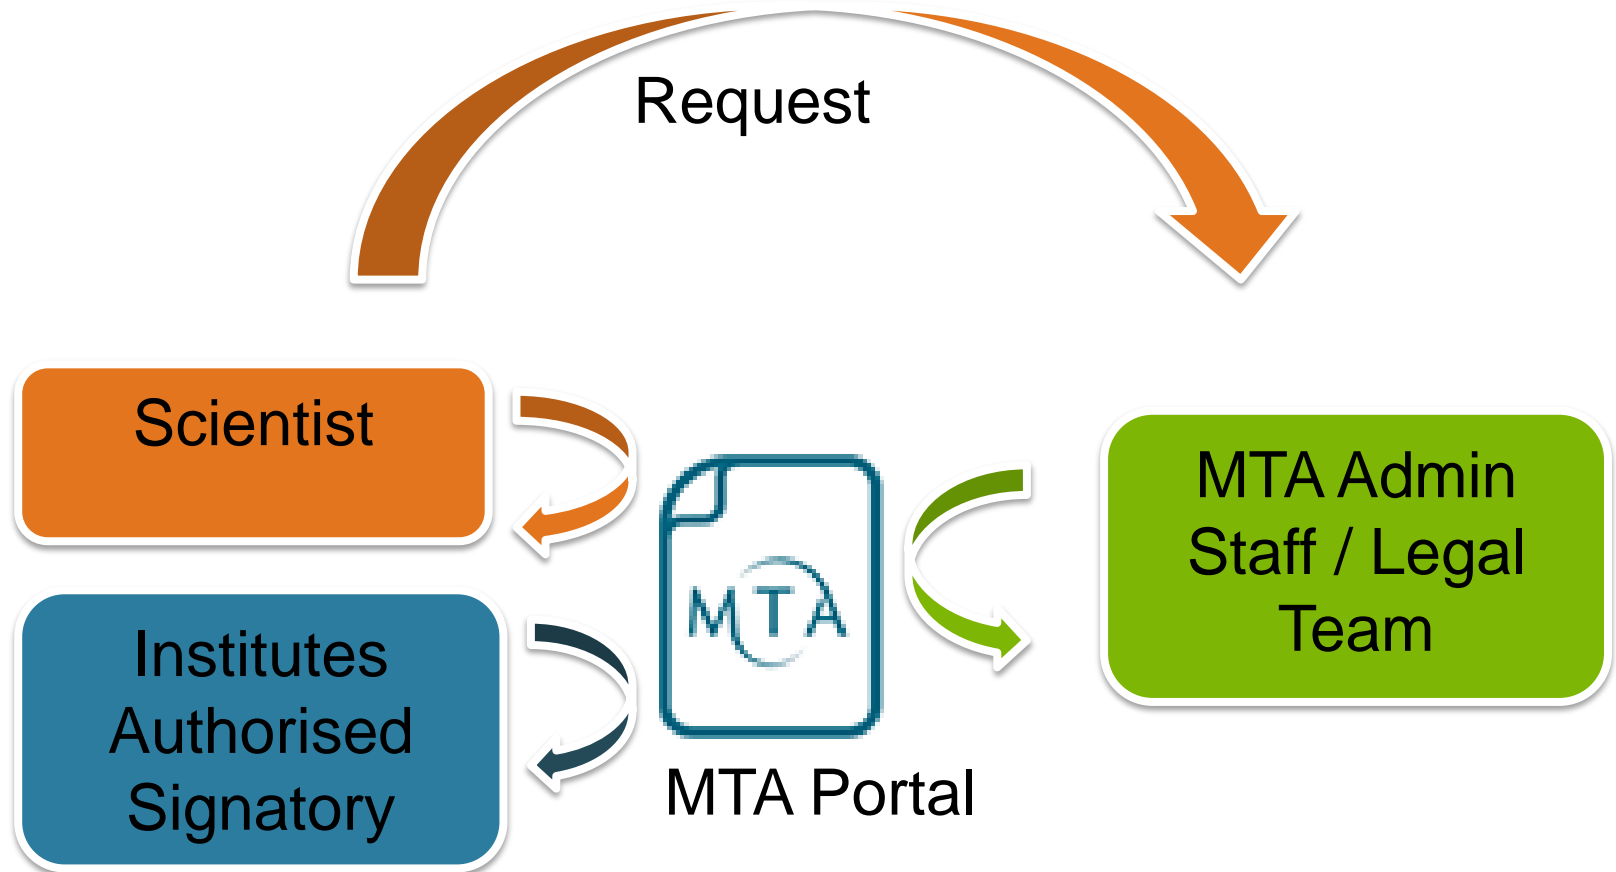 Request
Scientist
MTA Admin
Staff / Legal
Team
Institutes
Authorised
Signatory
MTA
MTA Portal